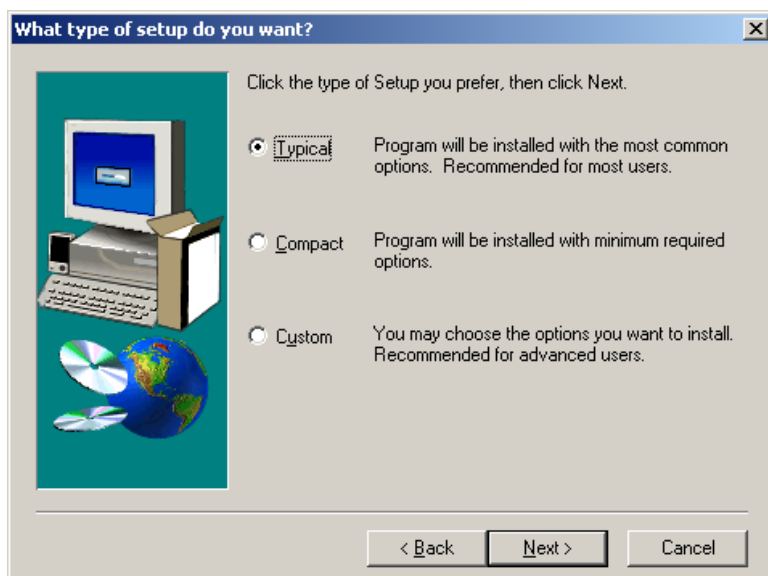 What type of setup do you want?
Click the type of Setup you prefer, then click Next.
Typical
Program will be installed with the most common
options.  Recommended for most users.
Compact
Program will be installed with minimum required
options.
Custom
You may choose the options you want to install.
Recommended for advanced users.
< Back
Next >
Cancel